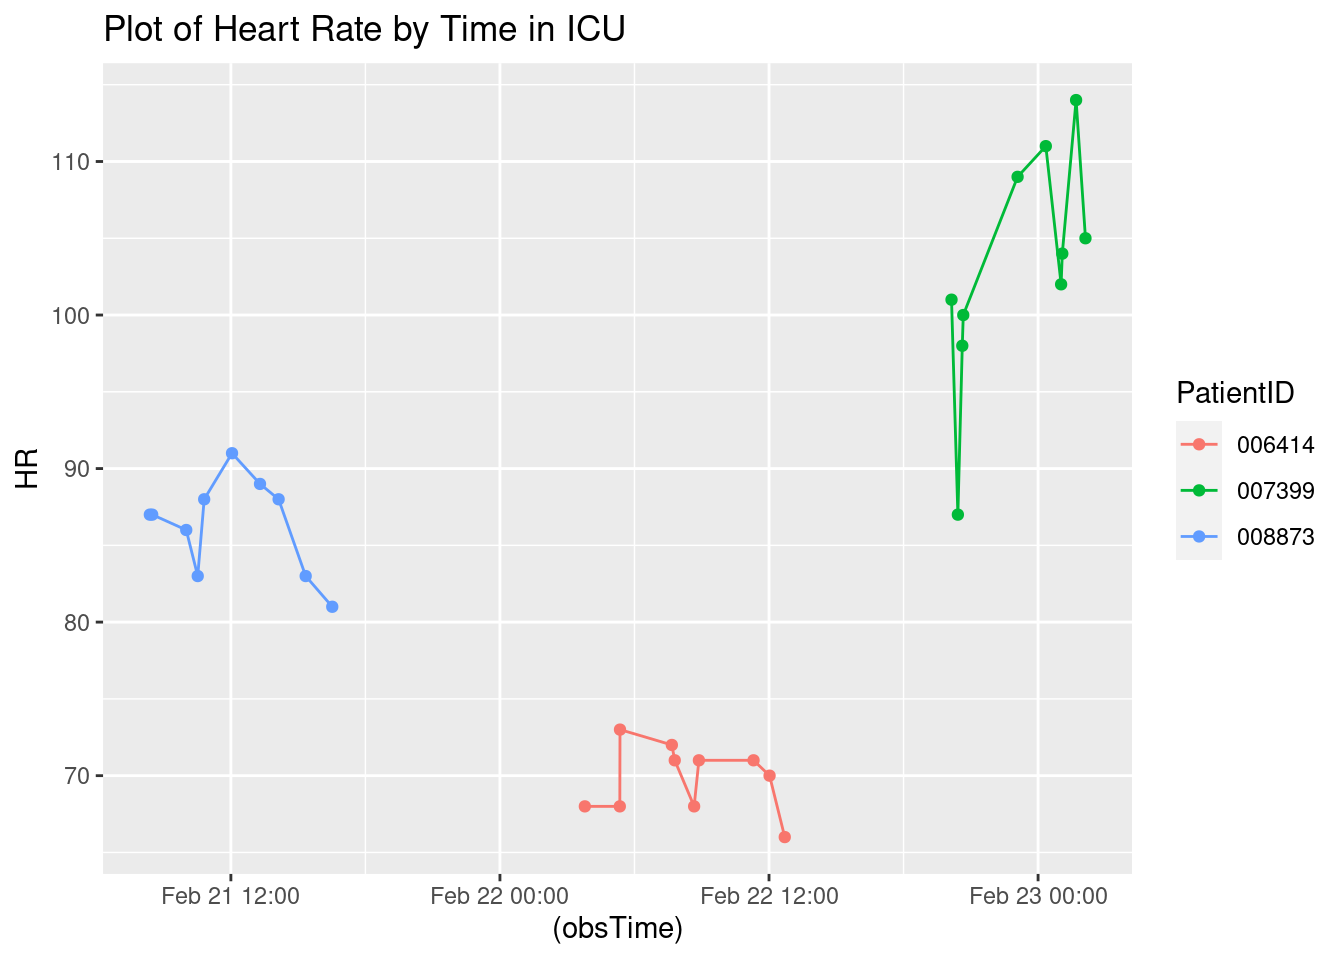 Plot of Heart Rate by Time in ICU
110
100
90
80
70
HR
Feb 21 12:00
Feb 22 00:00
Feb 22 12:00
Feb 23 00:00
(obsTime)
PatientID
006414
007399
008873